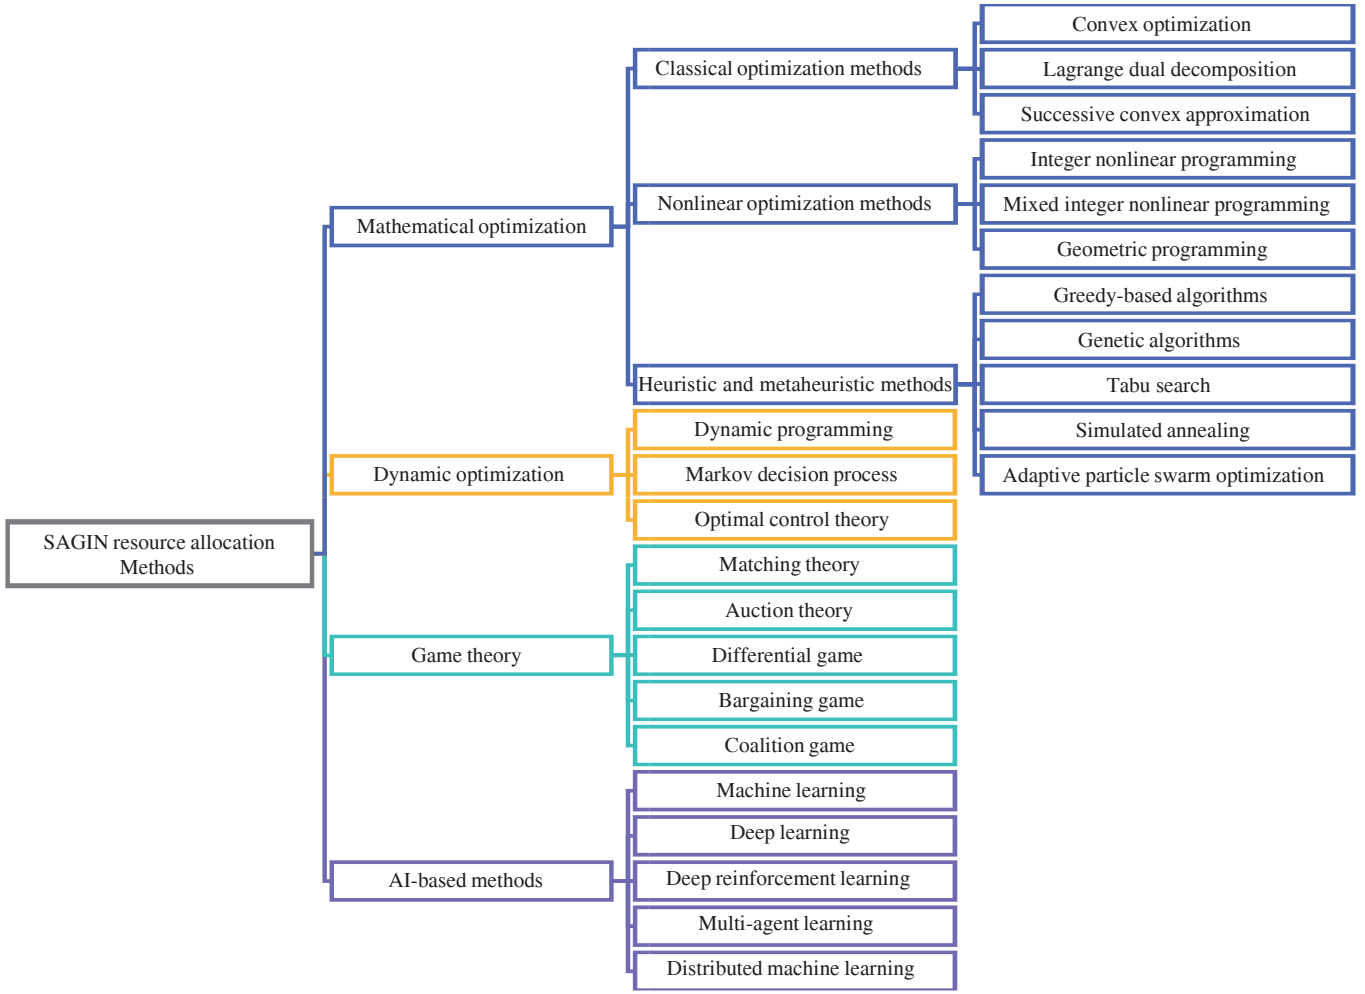 SAGIN resource allocation
Methods
Mathematical optimization
Classical optimization methods
Convex optimization
Lagrange dual decomposition
Successive convex approximation
Nonlinear optimization methods
Integer nonlinear programming
Mixed integer nonlinear programming
Geometric programming
Heuristic and metaheuristic methods
Greedy-based algorithms
Genetic algorithms
Tabu search
Simulated annealing
Adaptive particle swarm optimization
Dynamic optimization
Dynamic programming
Markov decision process
Optimal control theory
Game theory
Matching theory
Auction theory
Differential game
Bargaining game
Coalition game
AI-based methods
Machine learning
Deep learning
Deep reinforcement learning
Multi-agent learning
Distributed machine learning